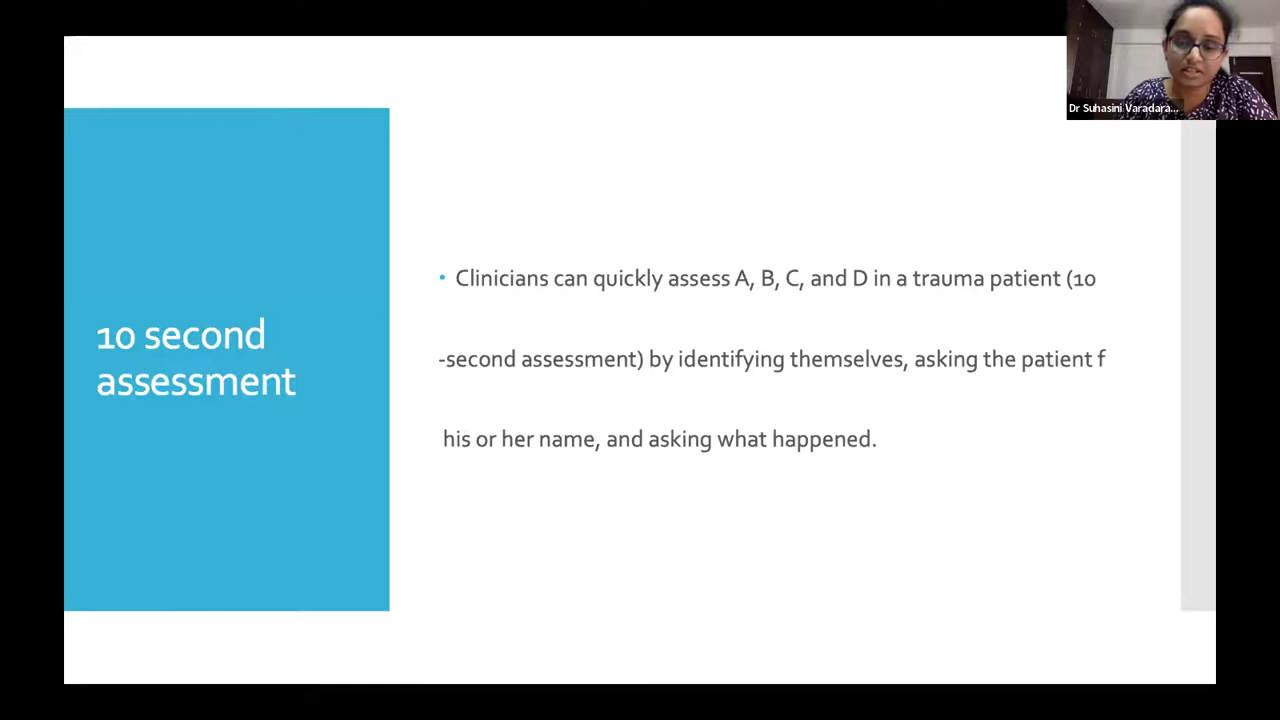 Dr Suhasini Varadara...
10 second
assessment
• Clinicians can quickly assess A, B, C, and D in a trauma patient (10
-second assessment) by identifying themselves, asking the patient f
his or her name, and asking what happened.